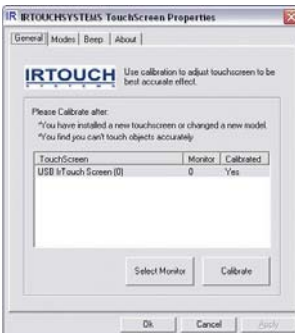 IR IRTOUCHSYSTEMS TouchScreen Properties
General Modes Beep About
IRTOUCH
SYSTEMS
Use calibration to adjust touchscreen to be
best accurate effect.
Please Calibrate after:
*You have installed a new touchscreen or changed a new model.
*You find you can't touch objects accurately
TouchScreen Monitor Calibrated
USB IrTouch Screen (0) 0 Yes
Select Monitor Calibrate
Ok Cancel Apply